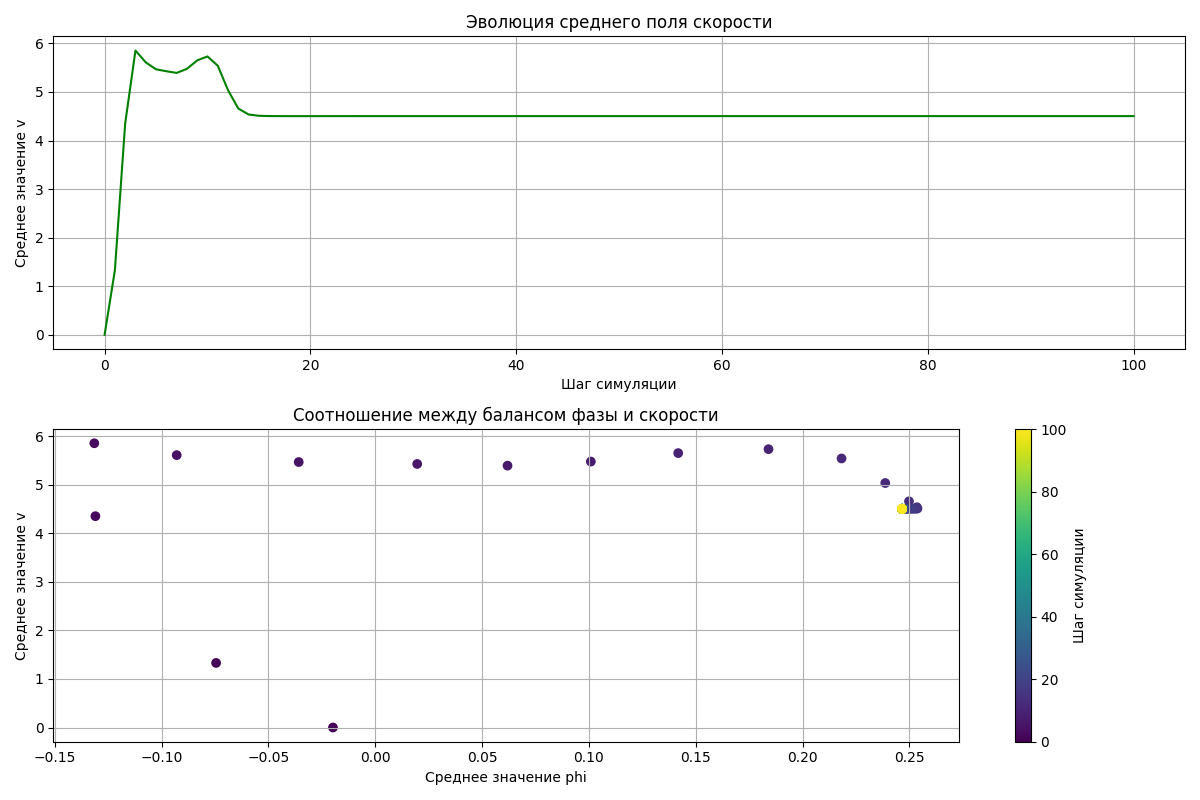 Эволюция среднего поля скорости
6
5
4
3
2
1
0
Среднее значение v
0 20 40 60 80 100
Шаг симуляции
Соотношение между балансом фазы и скорости
6
5
4
3
2
1
0
Среднее значение v
−0.15 −0.10 −0.05 0.00 0.05 0.10 0.15 0.20 0.25
Среднее значение phi
100
80
60
40
20
0
Шаг симуляции